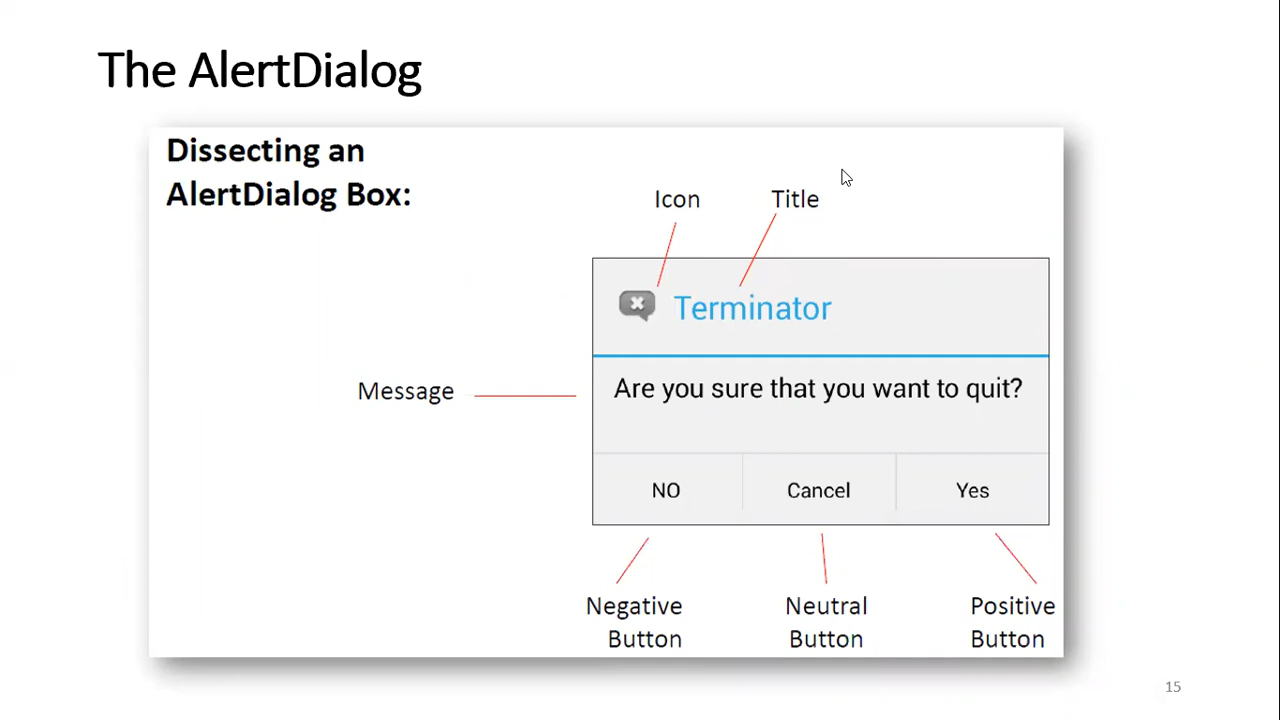 The AlertDialog
Dissecting an
AlertDialog Box:
Icon
Title
Terminator
Message
Are you sure that you want to quit?
NO
Cancel
Yes
Negative
Button
Neutral
Button
Positive
Button
15